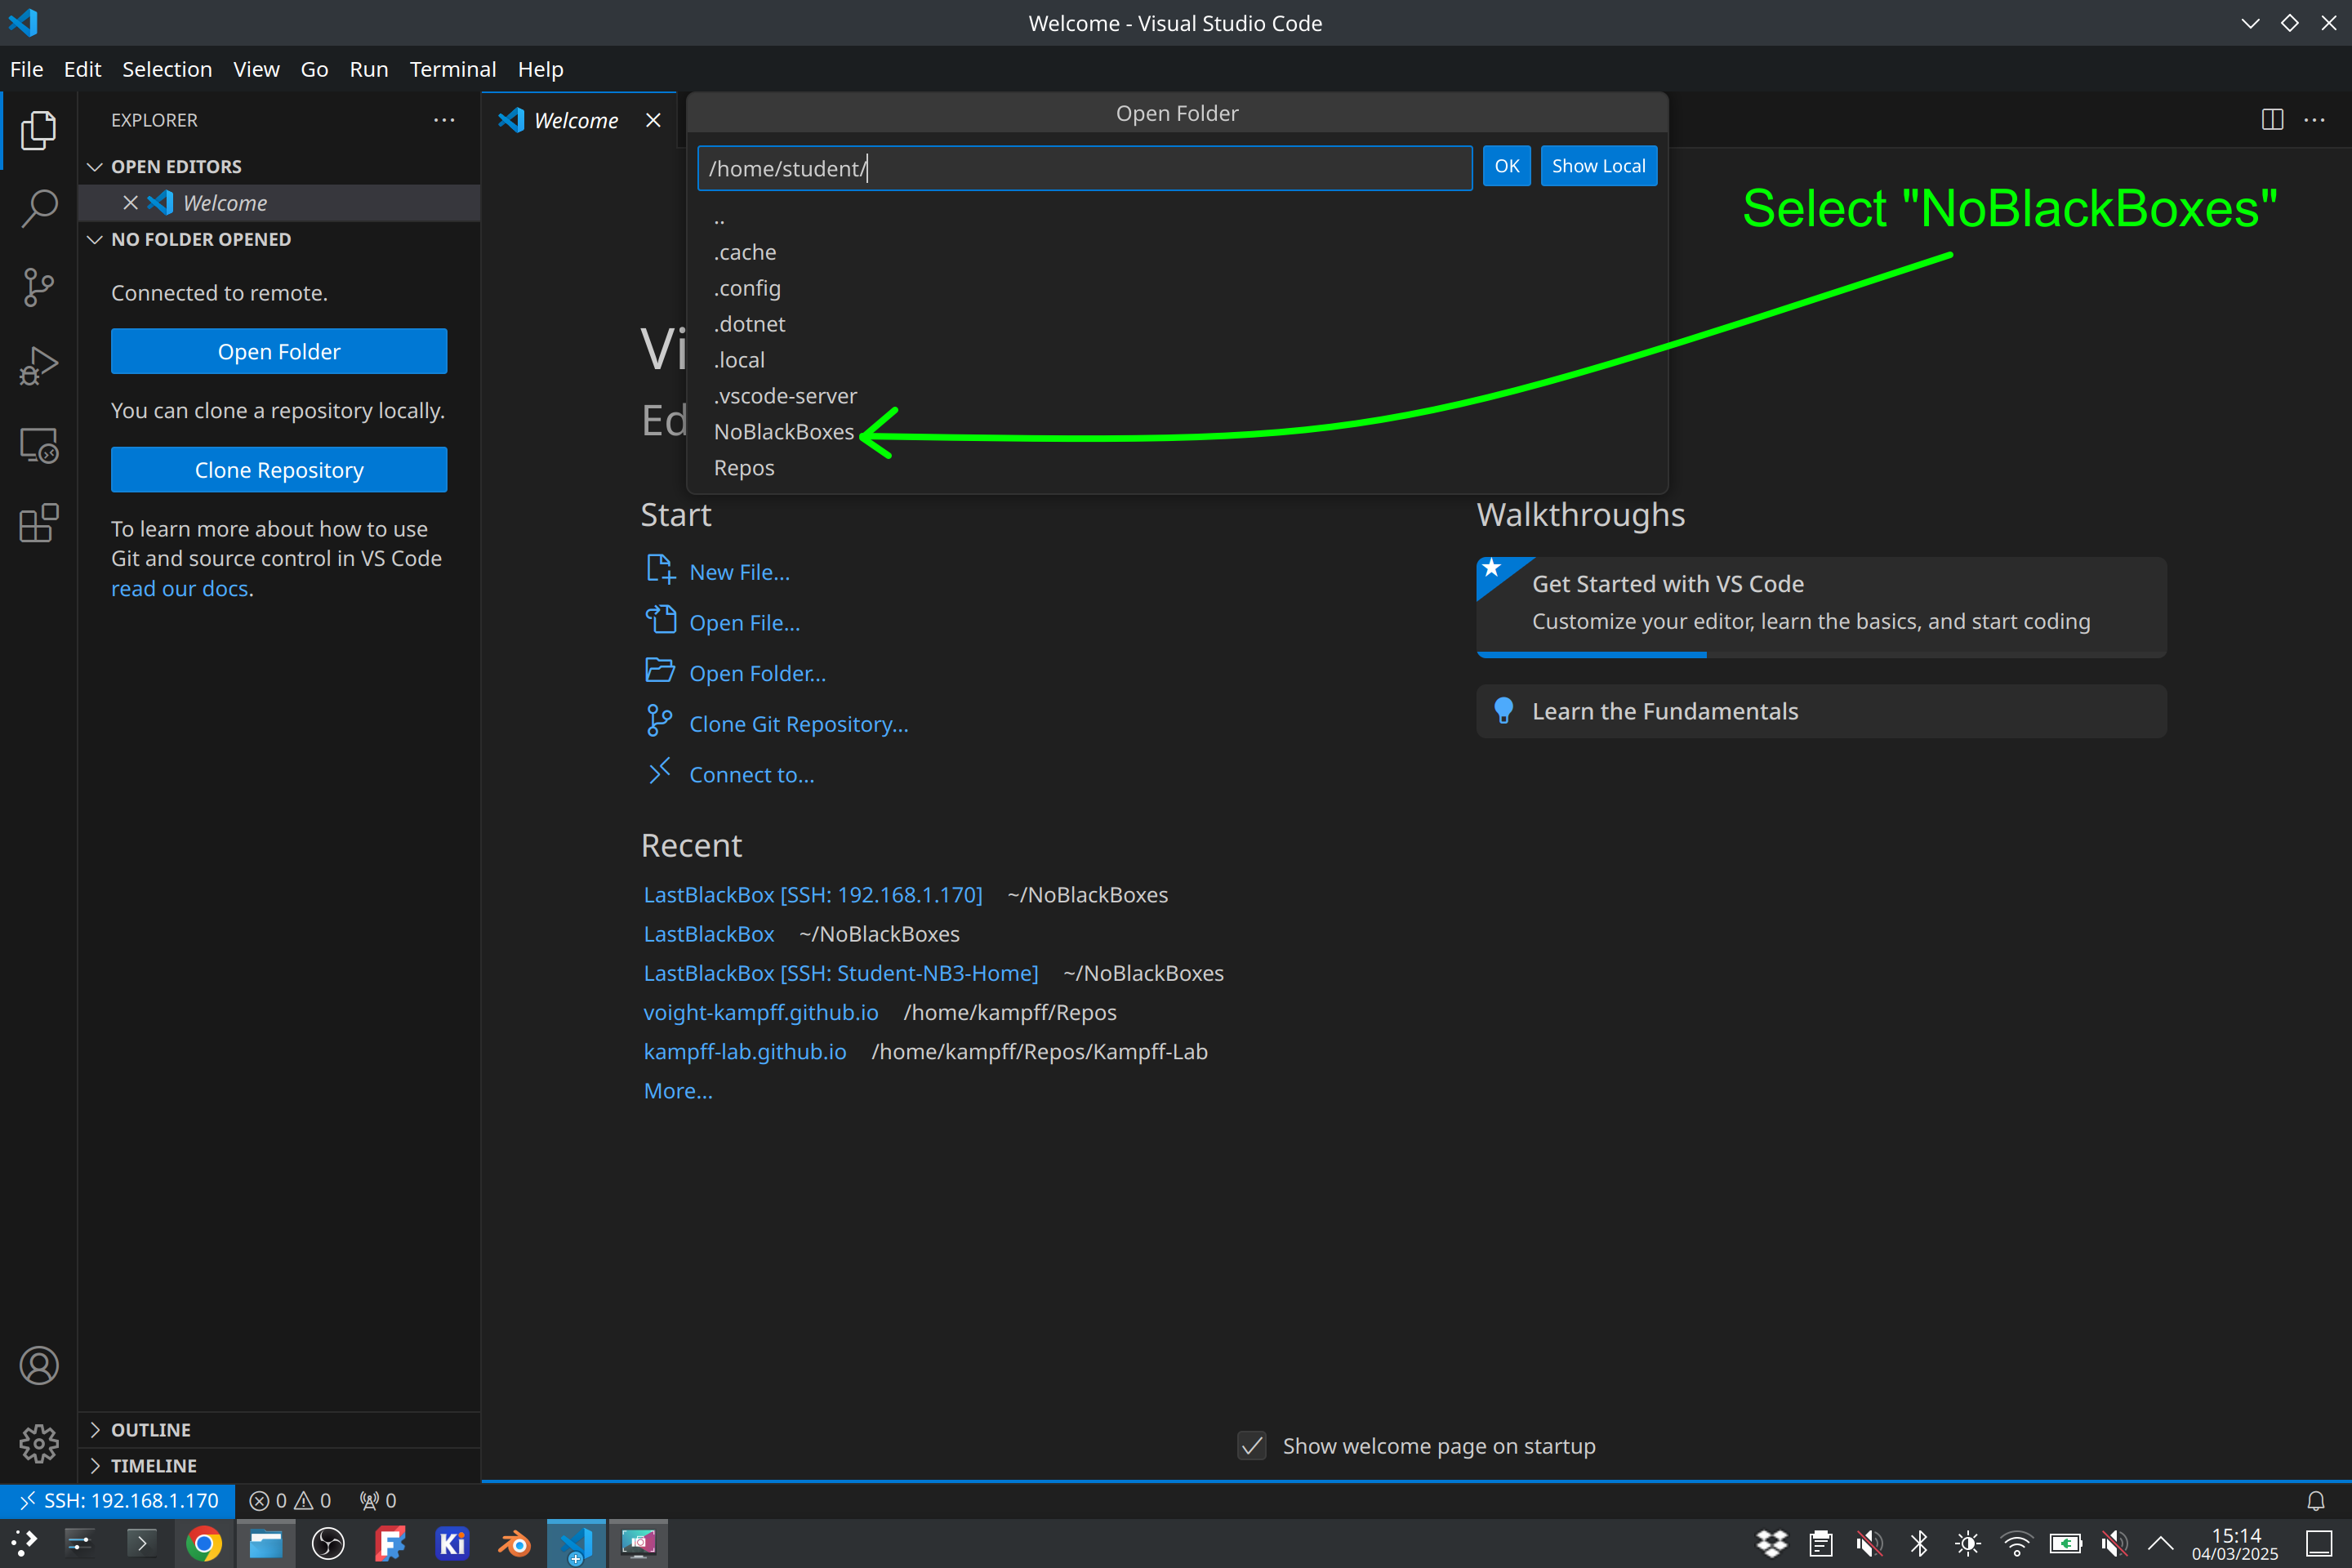 Welcome - Visual Studio Code
File Edit Selection View Go Run Terminal Help
EXPLORER
OPEN EDITORS
Welcome
NO FOLDER OPENED
Connected to remote.
Open Folder
You can clone a repository locally.
Clone Repository
To learn more about how to use
Git and source control in VS Code
read our docs.
OUTLINE
TIMELINE
Welcome
Open Folder
/home/student/
OK
Show Local
..
.cache
.config
.dotnet
.local
.vscode-server
NoBlackBoxes
Repos
Select "NoBlackBoxes"
Vi
Ed
Start
New File...
Open File...
Open Folder...
Clone Git Repository...
Connect to...
Recent
LastBlackBox [SSH: 192.168.1.170] ~/NoBlackBoxes
LastBlackBox ~/NoBlackBoxes
LastBlackBox [SSH: Student-NB3-Home] ~/NoBlackBoxes
voight-kampff.github.io /home/kampff/Repos
kampff-lab.github.io /home/kampff/Repos/Kampff-Lab
More...
Walkthroughs
Get Started with VS Code
Customize your editor, learn the basics, and start coding
Learn the Fundamentals
Show welcome page on startup
SSH: 192.168.1.170 0 0 0
Ki
15:14
04/03/2025